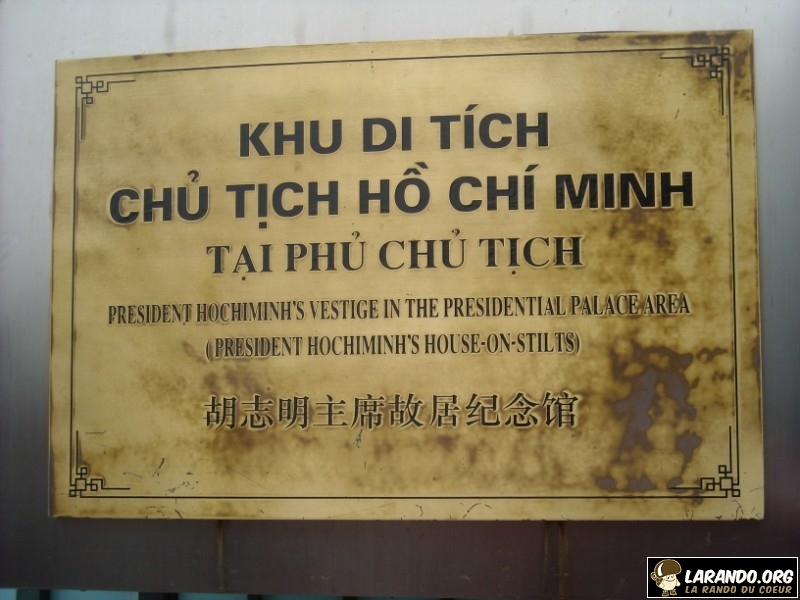 KHU DI TÍCH
CHỦ TỊCH HỒ CHÍ MINH
TẠI PHỦ CHỦ TỊCH
PRESIDENT HOCHIMINH'S VESTIGE IN THE PRESIDENTIAL PALACE AREA
(PRESIDENT HOCHIMINH'S HOUSE-ON-STILTS)
胡志明主席故居纪念馆
LARANDO.ORG
LA RANDO DU COEUR